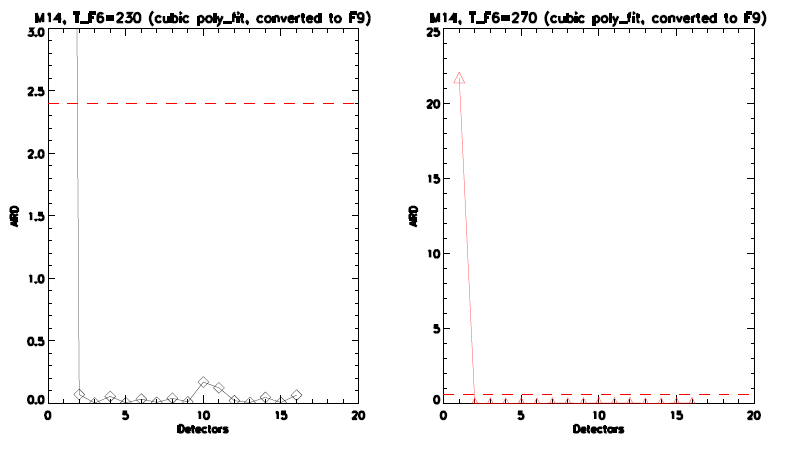 M14, T_F6=230 (cubic poly_fit, converted to F9)
3.0
2.5
2.0
1.5
1.0
0.5
0.0
ARD
0 5 10 15 20
Detectors
M14, T_F6=270 (cubic poly_fit, converted to F9)
25
20
15
10
5
0
ARD
0 5 10 15 20
Detectors